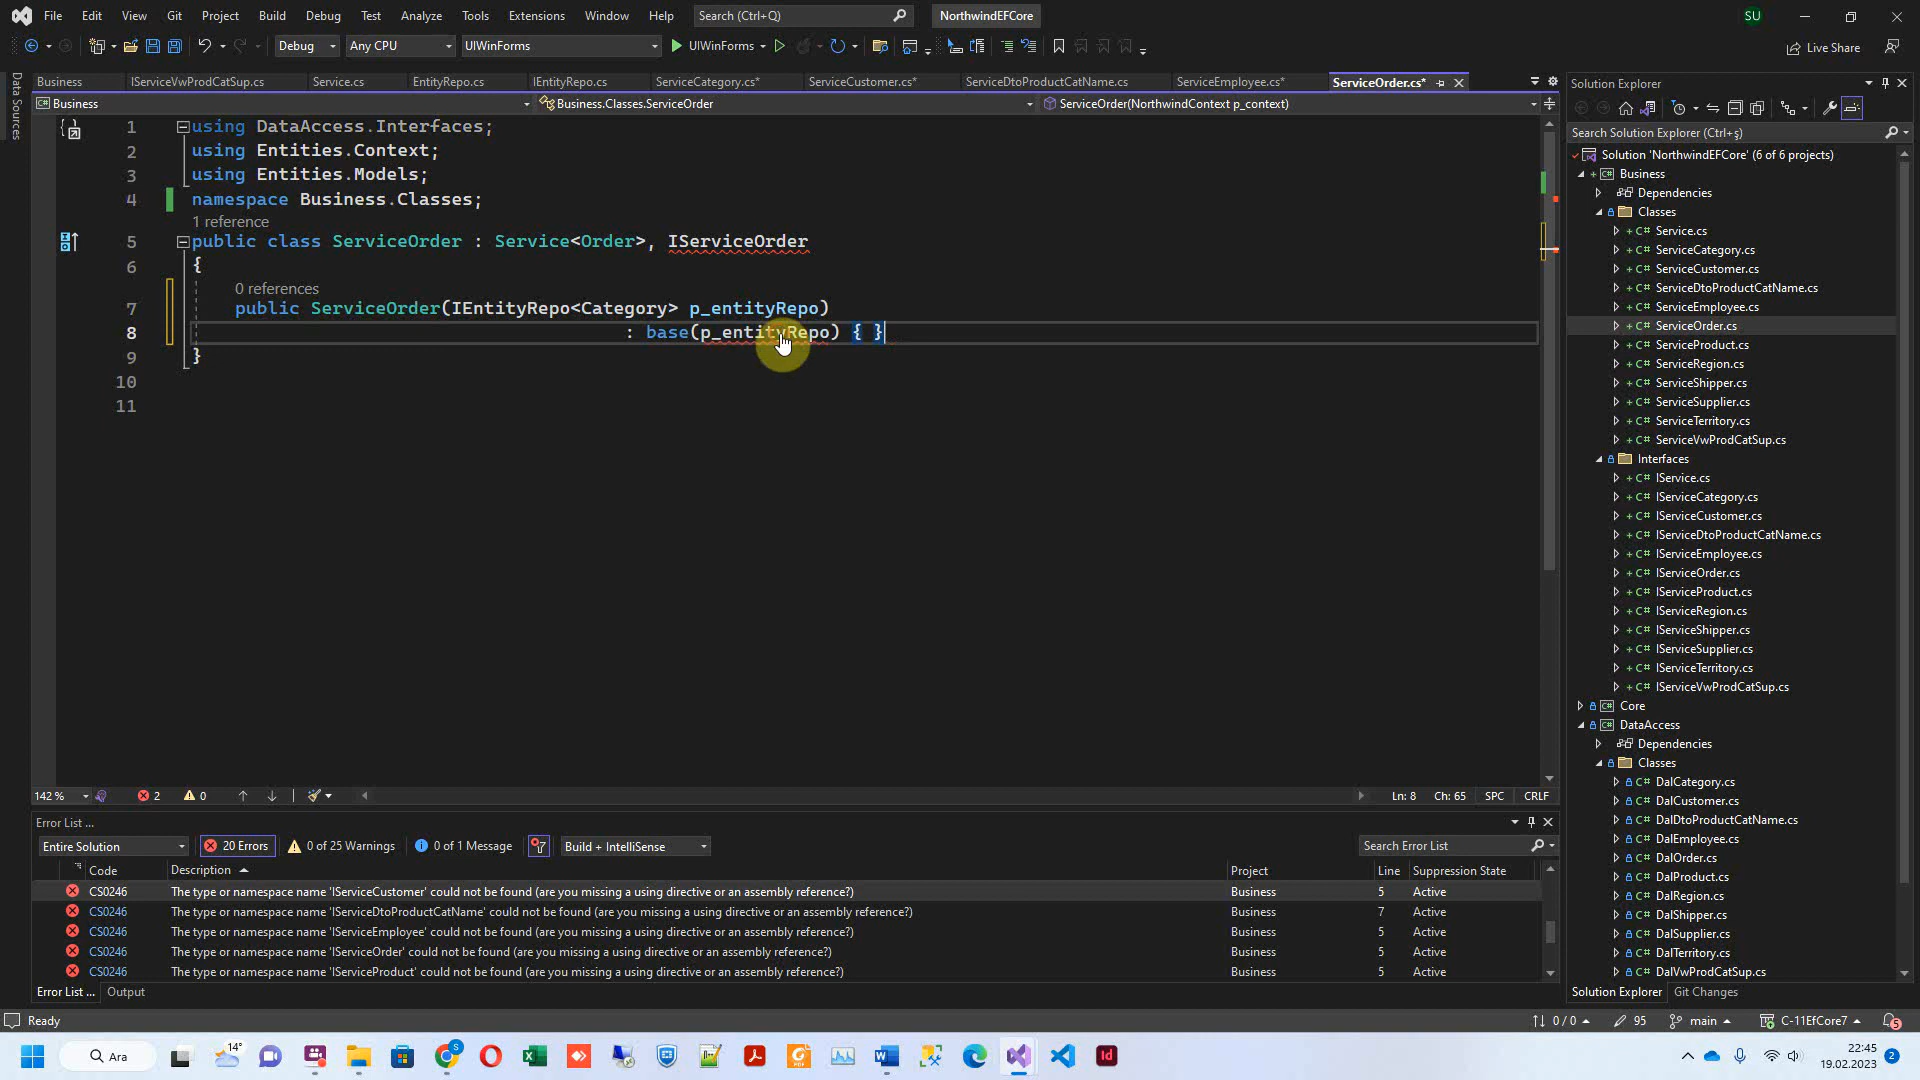 File Edit View Git Project Build Debug Test Analyze Tools Extensions Window Help Search (Ctrl+Q) NorthwindEFCore SU
Debug Any CPU UIWinForms UIWinForms Live Share
Data Sources
Business IServiceVwProdCatSup.cs Service.cs EntityRepo.cs IEntityRepo.cs ServiceCategory.cs* ServiceCustomer.cs* ServiceDtoProductCatName.cs ServiceEmployee.cs* ServiceOrder.cs*
Business Business.Classes.ServiceOrder ServiceOrder(NorthwindContext p_context)
1 using DataAccess.Interfaces;
2 using Entities.Context;
3 using Entities.Models;
4 namespace Business.Classes;
1 reference
5 public class ServiceOrder : Service<Order>, IServiceOrder
6 {
0 references
7 public ServiceOrder(IEntityRepo<Category> p_entityRepo)
8 : base(p_entityRepo) { }
9 }
10
11
142 % 2 0 Ln: 8 Ch: 65 SPC CRLF
Error List ...
Entire Solution 20 Errors 0 of 25 Warnings 0 of 1 Message Build + IntelliSense Search Error List
Code Description Project Line Suppression State
CS0246 The type or namespace name 'IServiceCustomer' could not be found (are you missing a using directive or an assembly reference?) Business 5 Active
CS0246 The type or namespace name 'IServiceDtoProductCatName' could not be found (are you missing a using directive or an assembly reference?) Business 7 Active
CS0246 The type or namespace name 'IServiceEmployee' could not be found (are you missing a using directive or an assembly reference?) Business 5 Active
CS0246 The type or namespace name 'IServiceOrder' could not be found (are you missing a using directive or an assembly reference?) Business 5 Active
CS0246 The type or namespace name 'IServiceProduct' could not be found (are you missing a using directive or an assembly reference?) Business 5 Active
Error List ... Output
Solution Explorer
Search Solution Explorer (Ctrl+ş)
Solution 'NorthwindEFCore' (6 of 6 projects)
Business
Dependencies
Classes
Service.cs
ServiceCategory.cs
ServiceCustomer.cs
ServiceDtoProductCatName.cs
ServiceEmployee.cs
ServiceOrder.cs
ServiceProduct.cs
ServiceRegion.cs
ServiceShipper.cs
ServiceSupplier.cs
ServiceTerritory.cs
ServiceVwProdCatSup.cs
Interfaces
IService.cs
IServiceCategory.cs
IServiceCustomer.cs
IServiceDtoProductCatName.cs
IServiceEmployee.cs
IServiceOrder.cs
IServiceProduct.cs
IServiceRegion.cs
IServiceShipper.cs
IServiceSupplier.cs
IServiceTerritory.cs
IServiceVwProdCatSup.cs
Core
DataAccess
Dependencies
Classes
DalCategory.cs
DalCustomer.cs
DalDtoProductCatName.cs
DalEmployee.cs
DalOrder.cs
DalProduct.cs
DalRegion.cs
DalShipper.cs
DalSupplier.cs
DalTerritory.cs
DalVwProdCatSup.cs
Solution Explorer Git Changes
Ready 0 / 0 95 main C-11EfCore7 5
Ara 14° S Id 22:45 2
19.02.2023